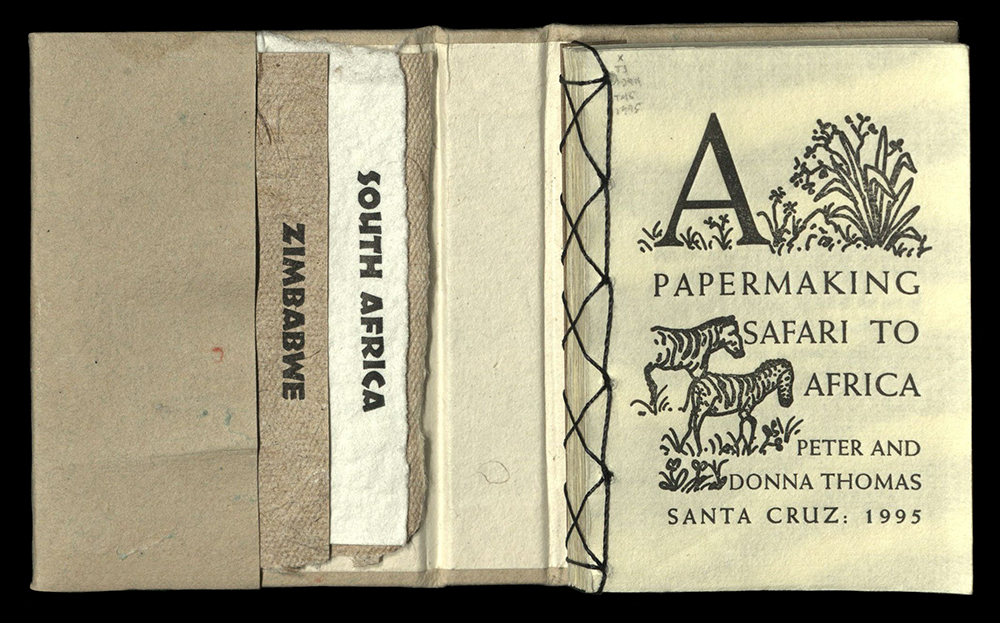 ZIMBABWE
SOUTH AFRICA
A
PAPERMAKING
SAFARI TO
AFRICA
PETER AND
DONNA THOMAS
SANTA CRUZ: 1995